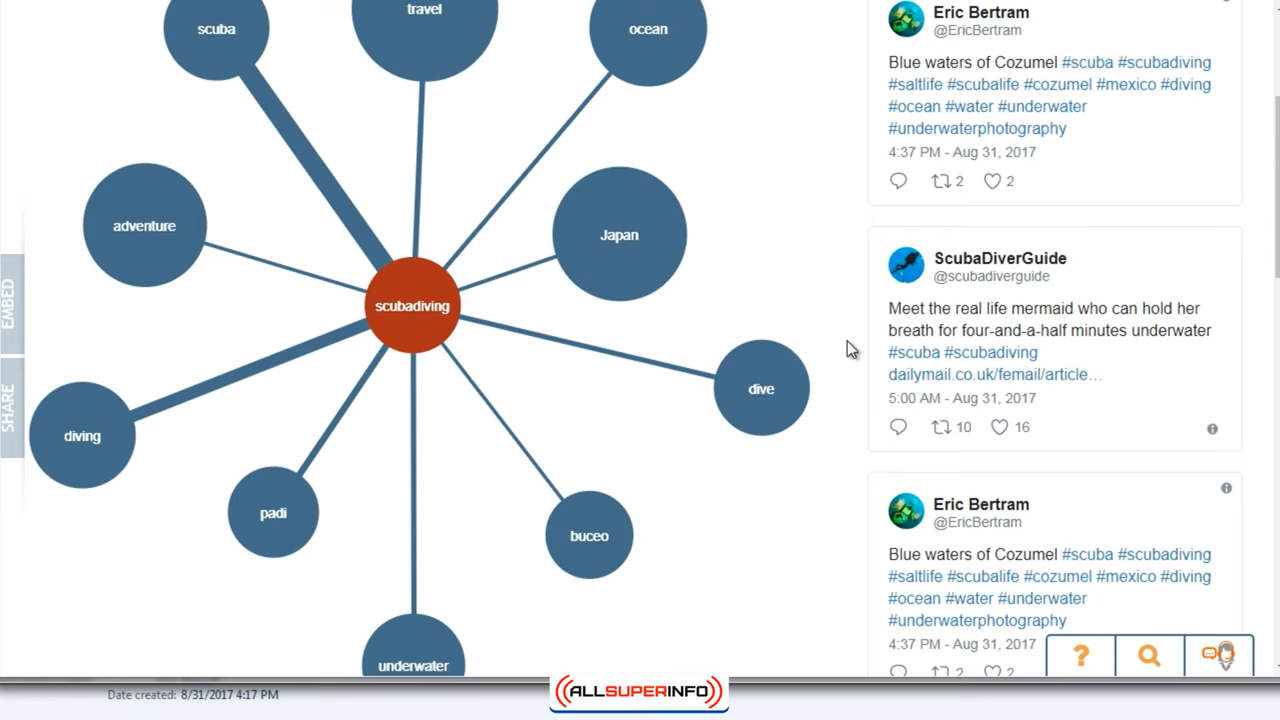 scuba
travel
ocean
adventure
Japan
scubadiving
dive
diving
padi
buceo
underwater
EMBED
SHARE
Eric Bertram
@EricBertram
Blue waters of Cozumel #scuba #scubadiving
#saltlife #scubalife #cozumel #mexico #diving
#ocean #water #underwater
#underwaterphotography
4:37 PM - Aug 31, 2017
2 2
ScubaDiverGuide
@scubadiverguide
Meet the real life mermaid who can hold her
breath for four-and-a-half minutes underwater
#scuba #scubadiving
dailymail.co.uk/femail/article…
5:00 AM - Aug 31, 2017
10 16
Eric Bertram
@EricBertram
Blue waters of Cozumel #scuba #scubadiving
#saltlife #scubalife #cozumel #mexico #diving
#ocean #water #underwater
#underwaterphotography
4:37 PM - Aug 31, 2017
2 2
?
Date created: 8/31/2017 4:17 PM
ALLSUPERINFO